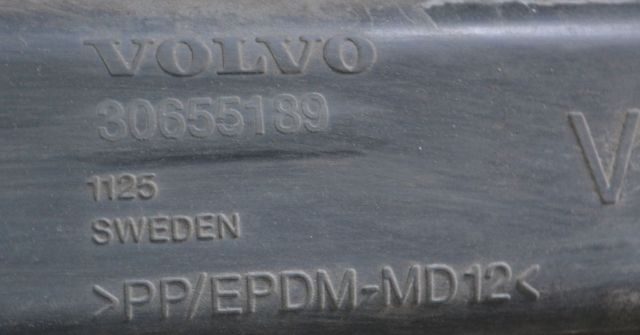 VOLVO
30655189
1125
SWEDEN
>PP/EPDM-MD12<
V